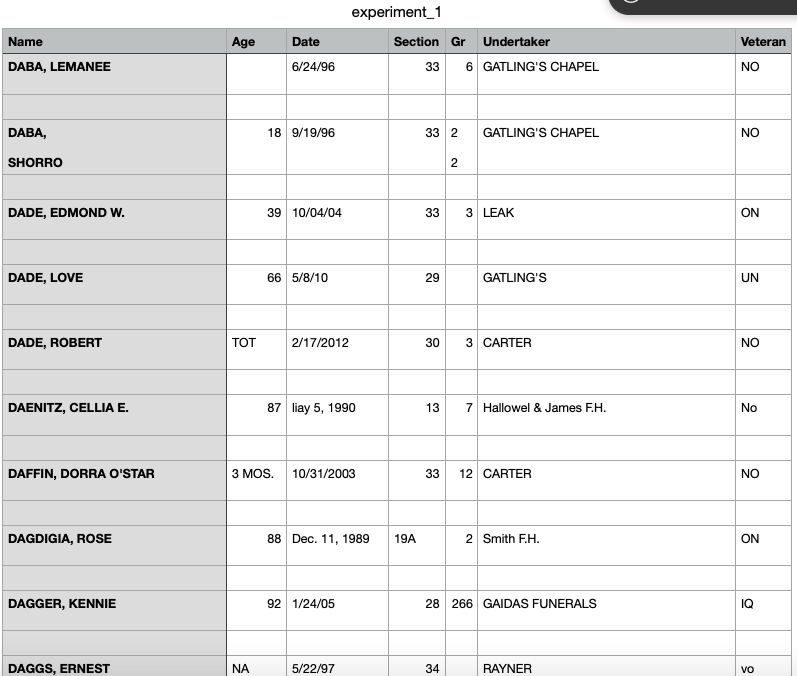 experiment_1
Name Age Date Section Gr Undertaker Veteran
DABA, LEMANEE 6/24/96 33 6 GATLING'S CHAPEL NO
DABA, 18 9/19/96 33 2 GATLING'S CHAPEL NO
SHORRO 2
DADE, EDMOND W. 39 10/04/04 33 3 LEAK ON
DADE, LOVE 66 5/8/10 29 GATLING'S UN
DADE, ROBERT TOT 2/17/2012 30 3 CARTER NO
DAENITZ, CELLIA E. 87 liay 5, 1990 13 7 Hallowel & James F.H. No
DAFFIN, DORRA O'STAR 3 MOS. 10/31/2003 33 12 CARTER NO
DAGDIGIA, ROSE 88 Dec. 11, 1989 19A 2 Smith F.H. ON
DAGGER, KENNIE 92 1/24/05 28 266 GAIDAS FUNERALS IQ
DAGGS, ERNEST NA 5/22/97 34 RAYNER vo